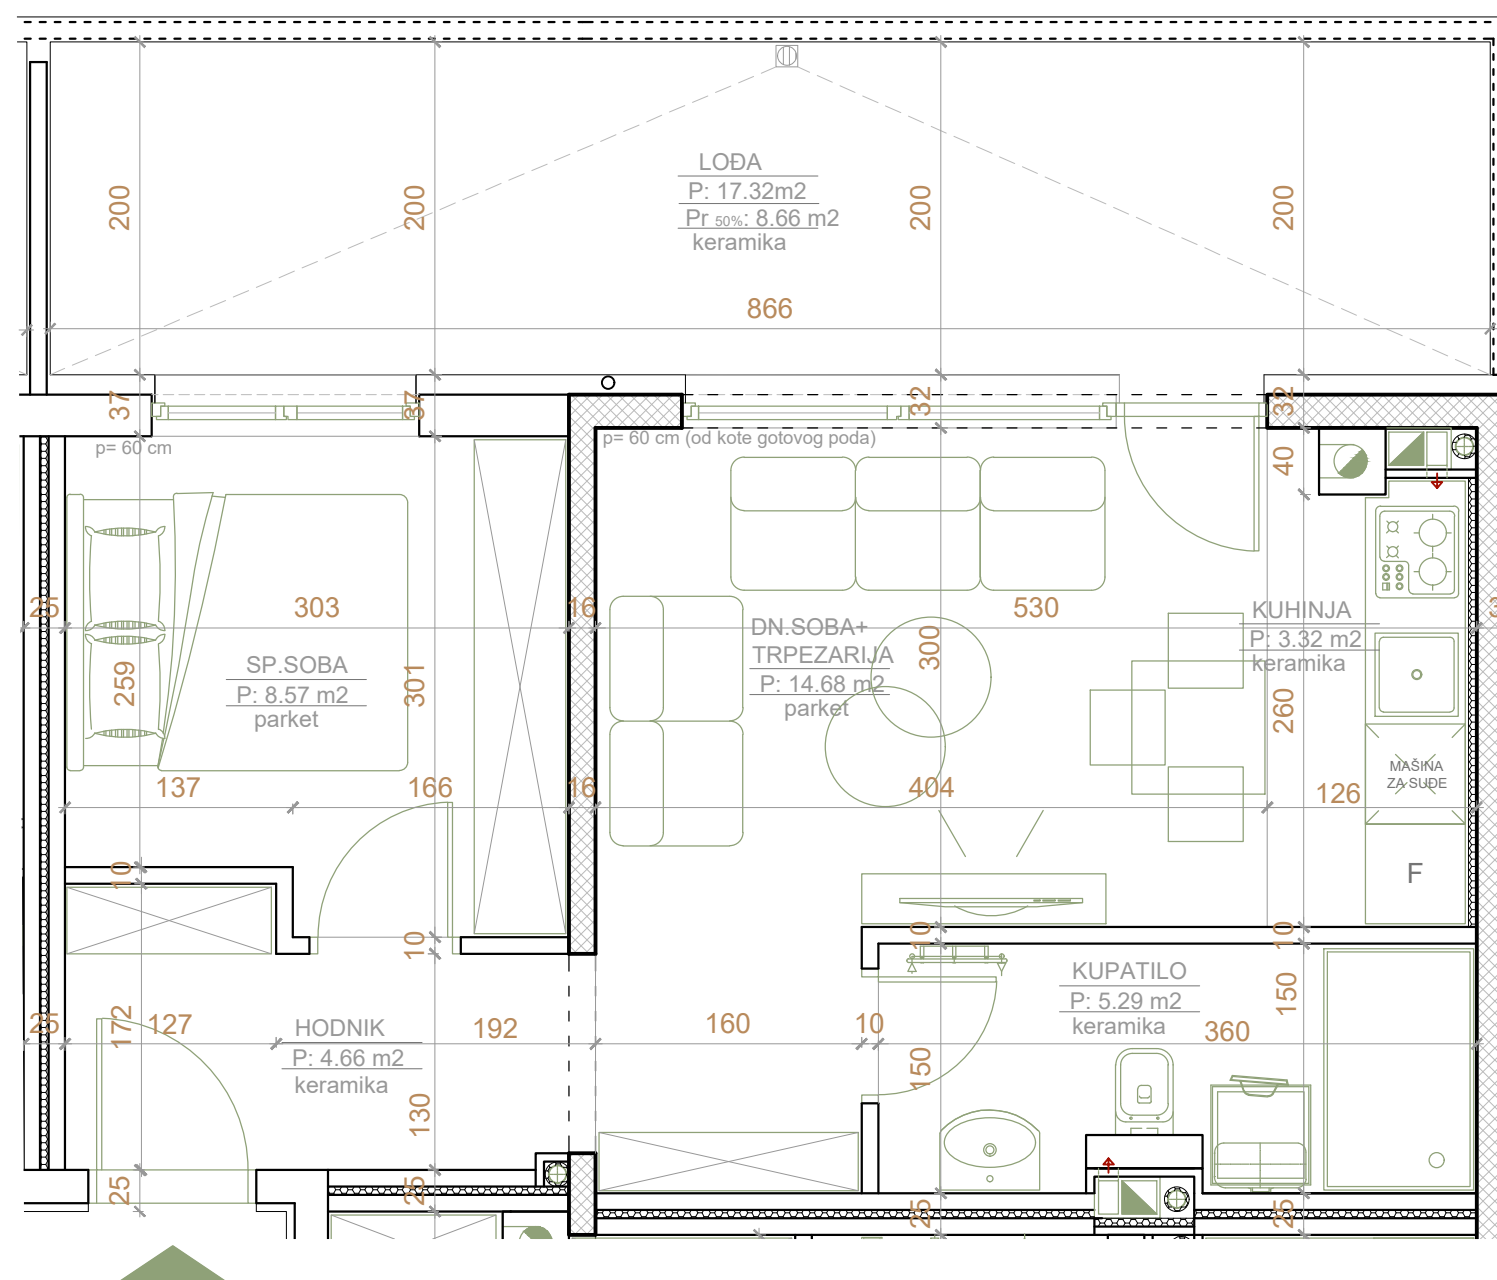 LOĐA
P: 17.32m2
Pr 50%: 8.66 m2
keramika
200
200
200
200
866
37
37
32
32
p= 60 cm
p= 60 cm (od kote gotovog poda)
40
25
303
16
530
SP.SOBA
P: 8.57 m2
parket
259
301
DN.SOBA+
TRPEZARIJA
P: 14.68 m2
parket
300
KUHINJA
P: 3.32 m2
keramika
260
MAŠINA
ZA SUĐE
137
166
16
404
126
F
10
10
10
10
KUPATILO
P: 5.29 m2
keramika
150
150
360
25
172
127
HODNIK
P: 4.66 m2
keramika
192
160
10
130
25
25
25
25